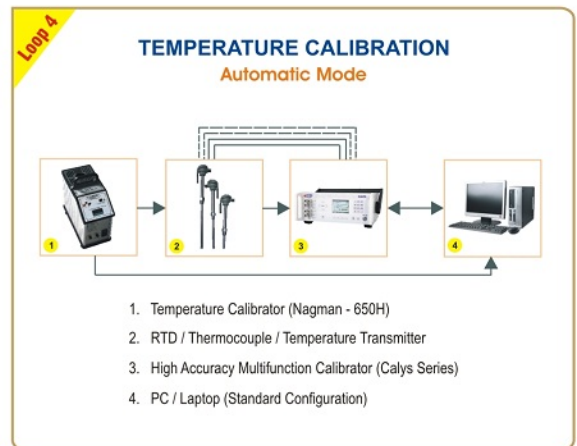 Loop 4
TEMPERATURE CALIBRATION
Automatic Mode
1
2
3
4
1. Temperature Calibrator (Nagman - 650H)
2. RTD / Thermocouple / Temperature Transmitter
3. High Accuracy Multifunction Calibrator (Calys Series)
4. PC / Laptop (Standard Configuration)